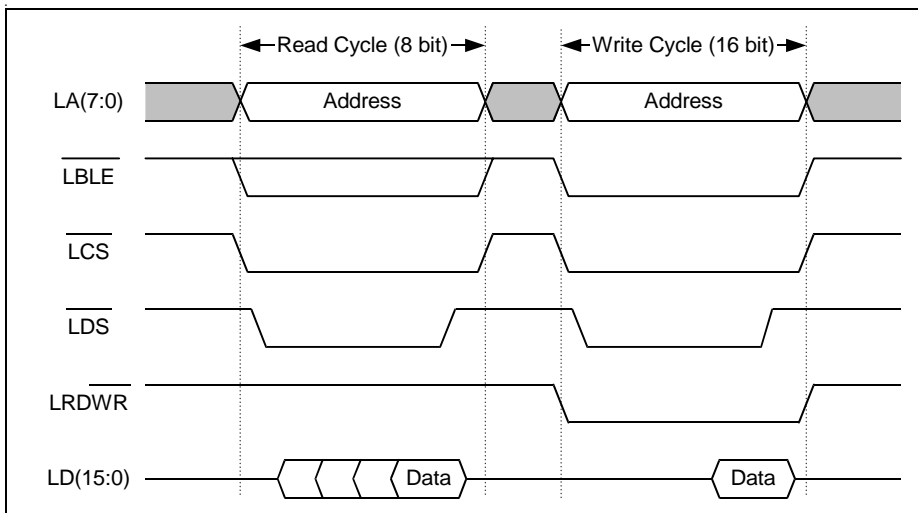 Read Cycle (8 bit) Write Cycle (16 bit)
LA(7:0) Address Address
LBLE
LCS
LDS
LRDWR
LD(15:0) Data Data